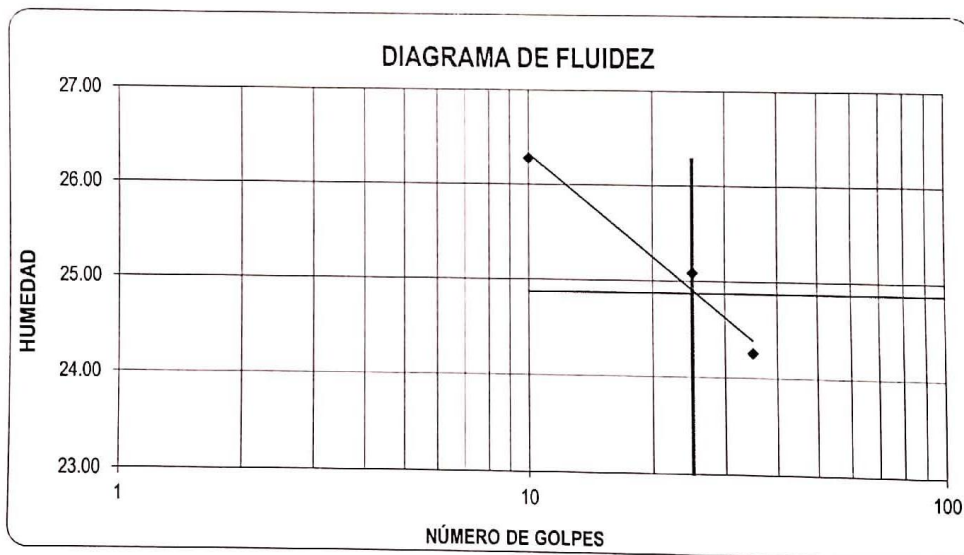 DIAGRAMA DE FLUIDEZ
27.00
26.00
25.00
24.00
23.00
HUMEDAD
1
10
100
NÚMERO DE GOLPES